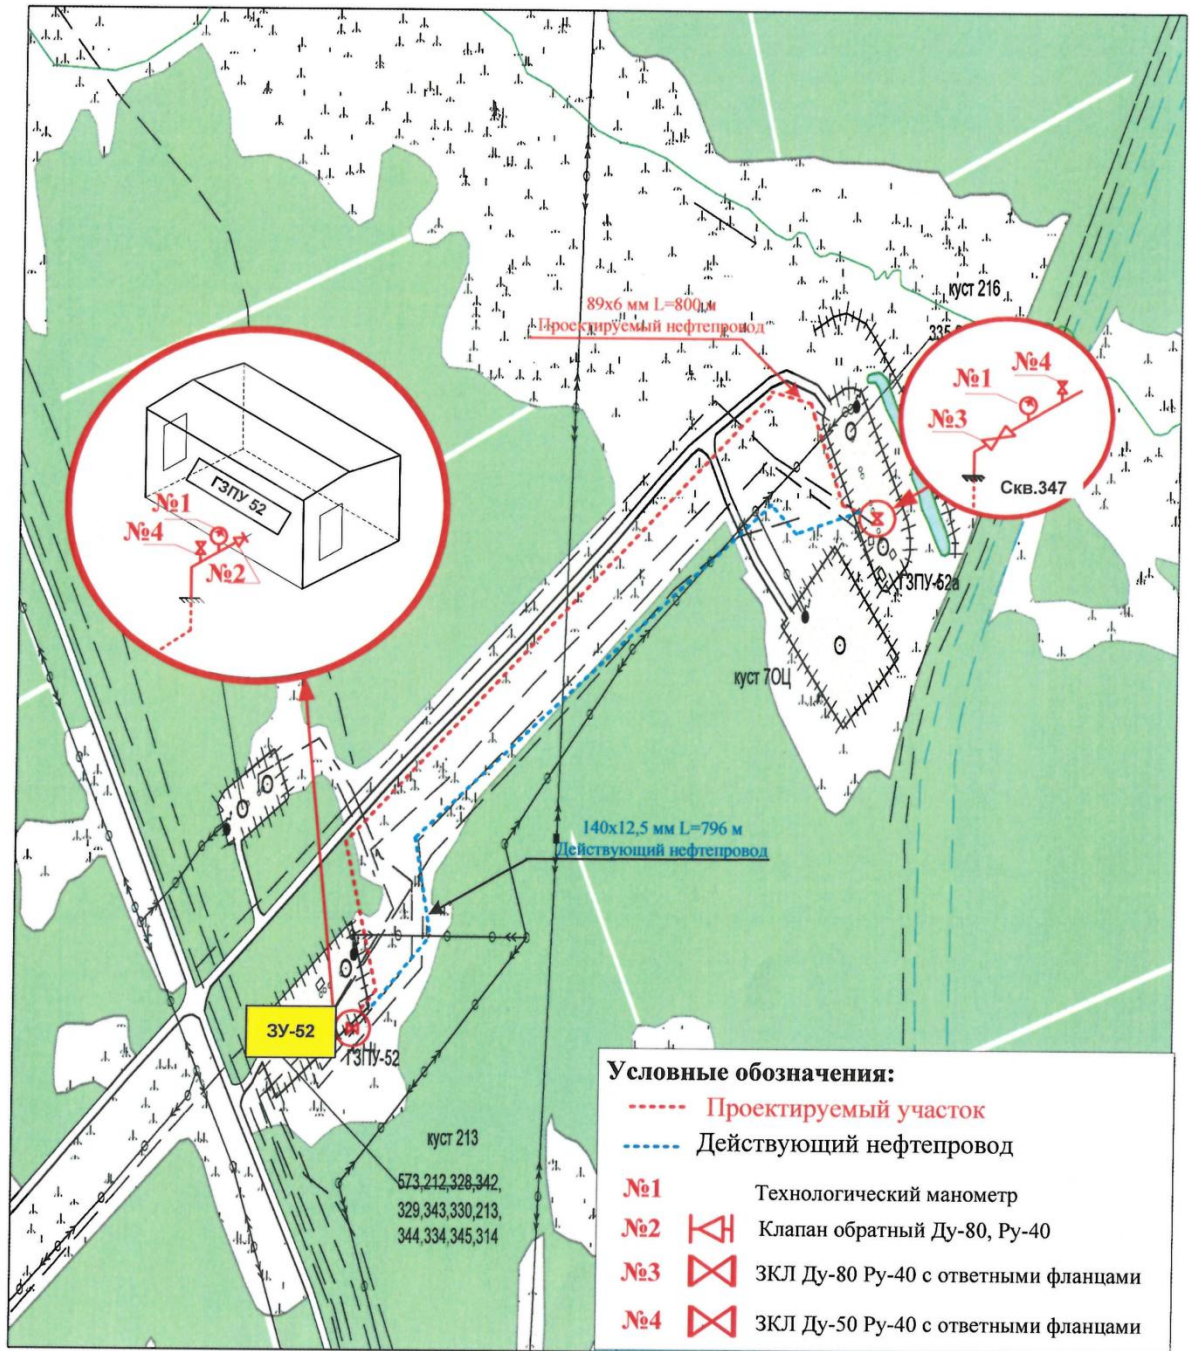 куст 216
89х6 мм L=800 м
Проектируемый нефтепровод
335,
№1
№4
№3
Скв.347
ГЗПУ 52
№1
№4
№2
ГЗПУ-52а
куст 7ОЦ
140х12,5 мм L=796 м
Действующий нефтепровод
ЗУ-52
ГЗПУ-52
куст 213
573,212,328,342,
329,343,330,213,
344,334,345,314
Условные обозначения:
Проектируемый участок
Действующий нефтепровод
№1 Технологический манометр
№2 Клапан обратный Ду-80, Ру-40
№3 ЗКЛ Ду-80 Ру-40 с ответными фланцами
№4 ЗКЛ Ду-50 Ру-40 с ответными фланцами